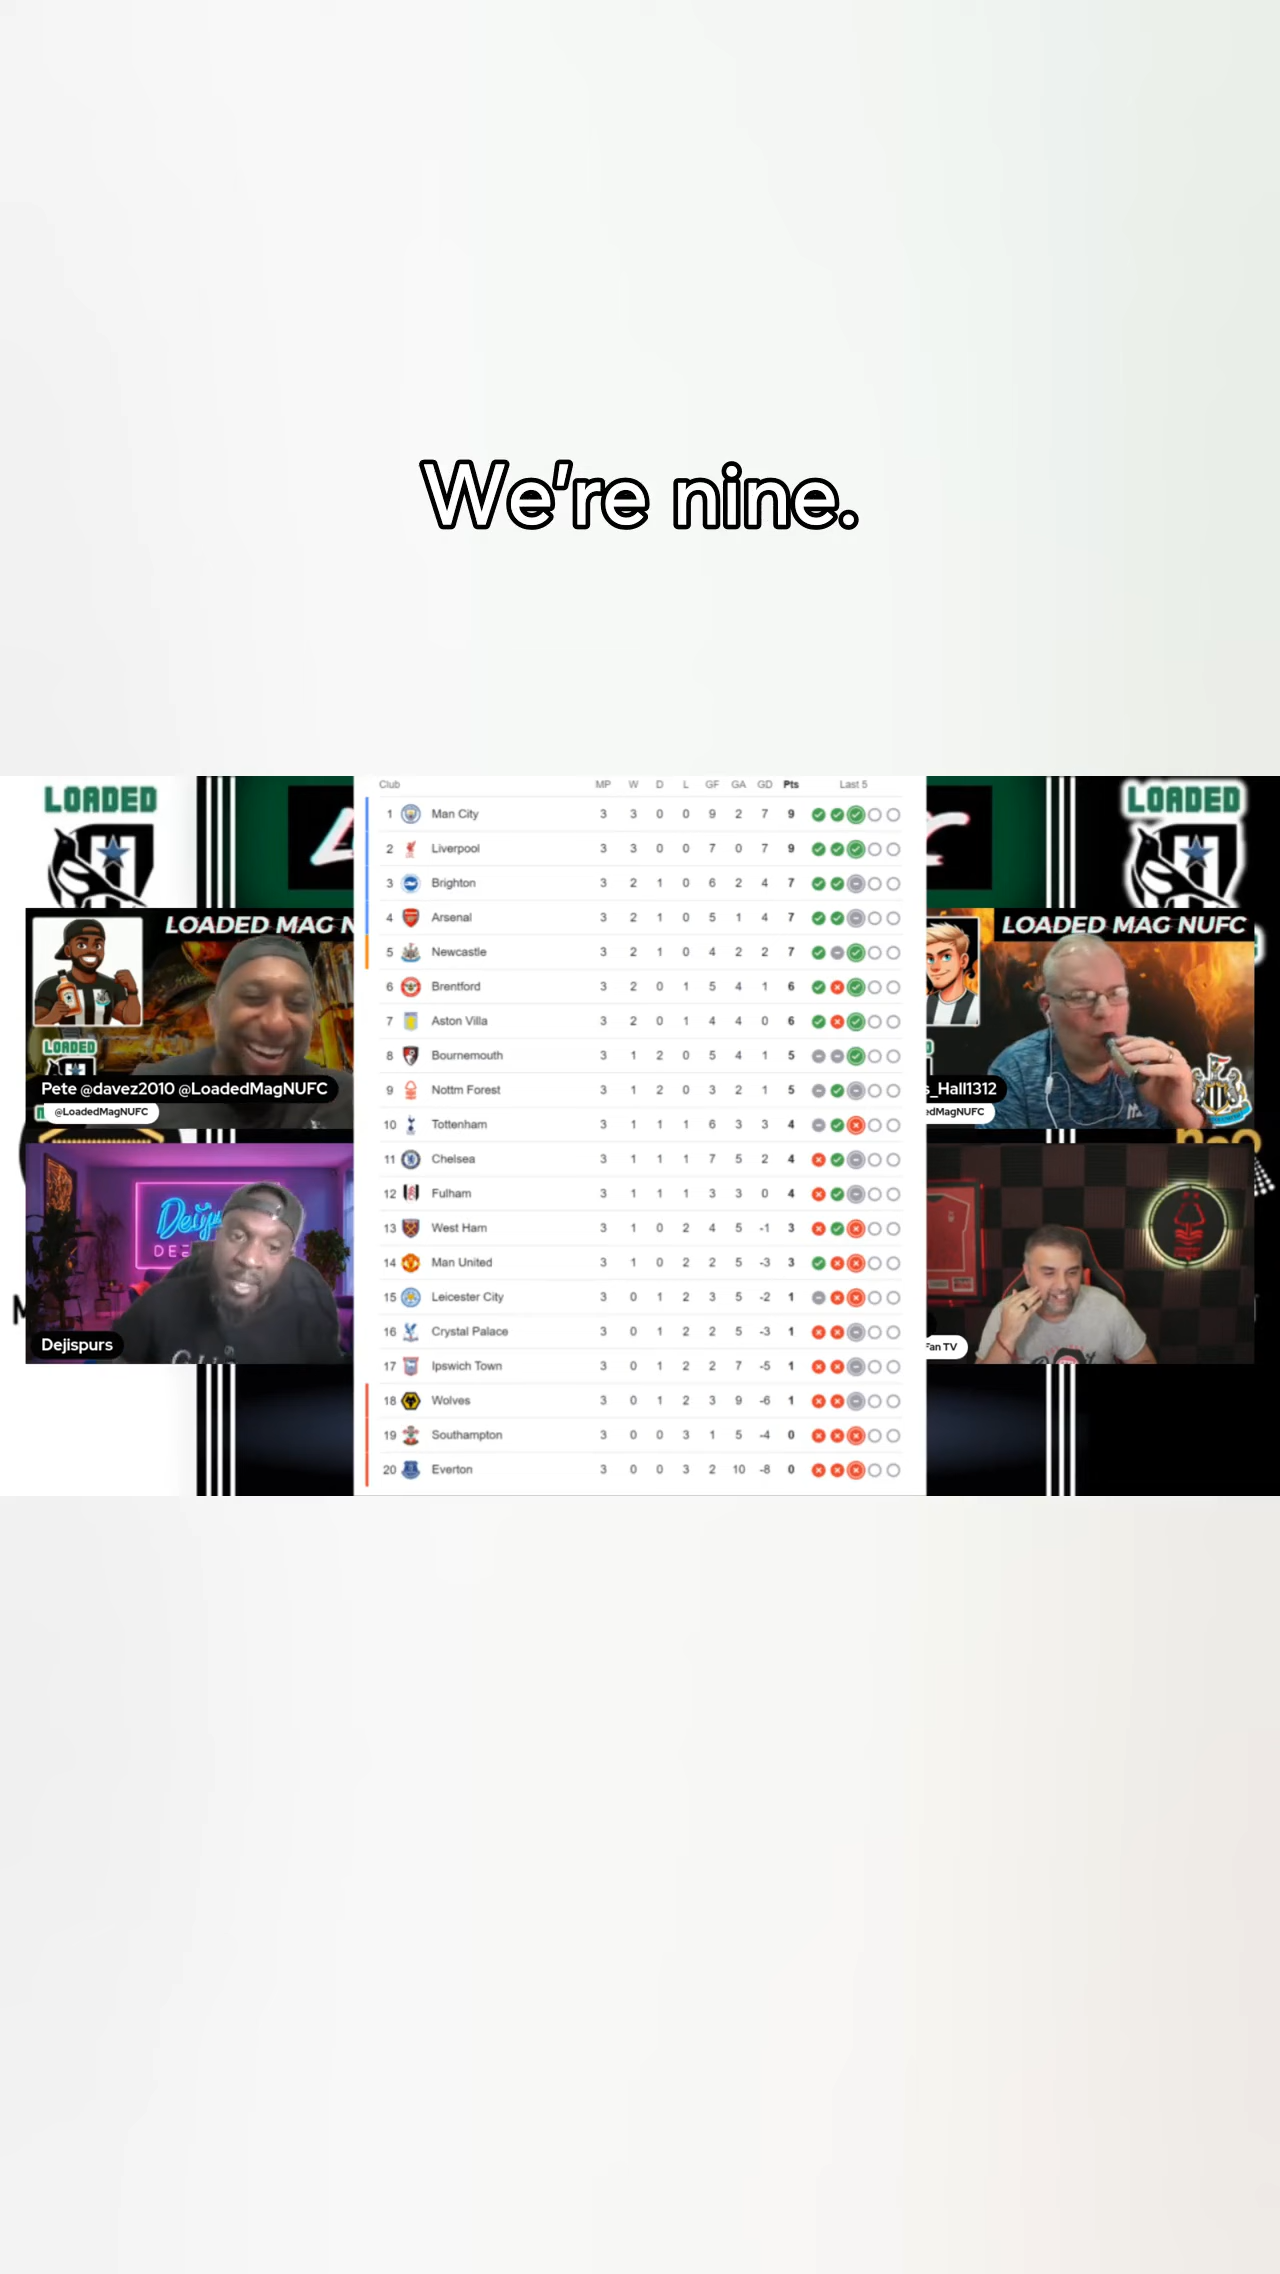 We're nine.
LOADED
LOADED
Club MP W D L GF GA GD Pts Last 5
1 Man City 3 3 0 0 9 2 7 9
2 Liverpool 3 3 0 0 7 0 7 9
3 Brighton 3 2 1 0 6 2 4 7
4 Arsenal 3 2 1 0 5 1 4 7
5 Newcastle 3 2 1 0 4 2 2 7
6 Brentford 3 2 0 1 5 4 1 6
7 Aston Villa 3 2 0 1 4 4 0 6
8 Bournemouth 3 1 2 0 5 4 1 5
9 Nottm Forest 3 1 2 0 3 2 1 5
10 Tottenham 3 1 1 1 6 3 3 4
11 Chelsea 3 1 1 1 7 5 2 4
12 Fulham 3 1 1 1 3 3 0 4
13 West Ham 3 1 0 2 4 5 -1 3
14 Man United 3 1 0 2 2 5 -3 3
15 Leicester City 3 0 1 2 3 5 -2 1
16 Crystal Palace 3 0 1 2 2 5 -3 1
17 Ipswich Town 3 0 1 2 2 7 -5 1
18 Wolves 3 0 1 2 3 9 -6 1
19 Southampton 3 0 0 3 1 5 -4 0
20 Everton 3 0 0 3 2 10 -8 0
LOADED MAG N
LOADED
Pete @davez2010 @LoadedMagNUFC
@LoadedMagNUFC
Dejispurs
LOADED MAG NUFC
s_Hall1312
edMagNUFC
Fan TV